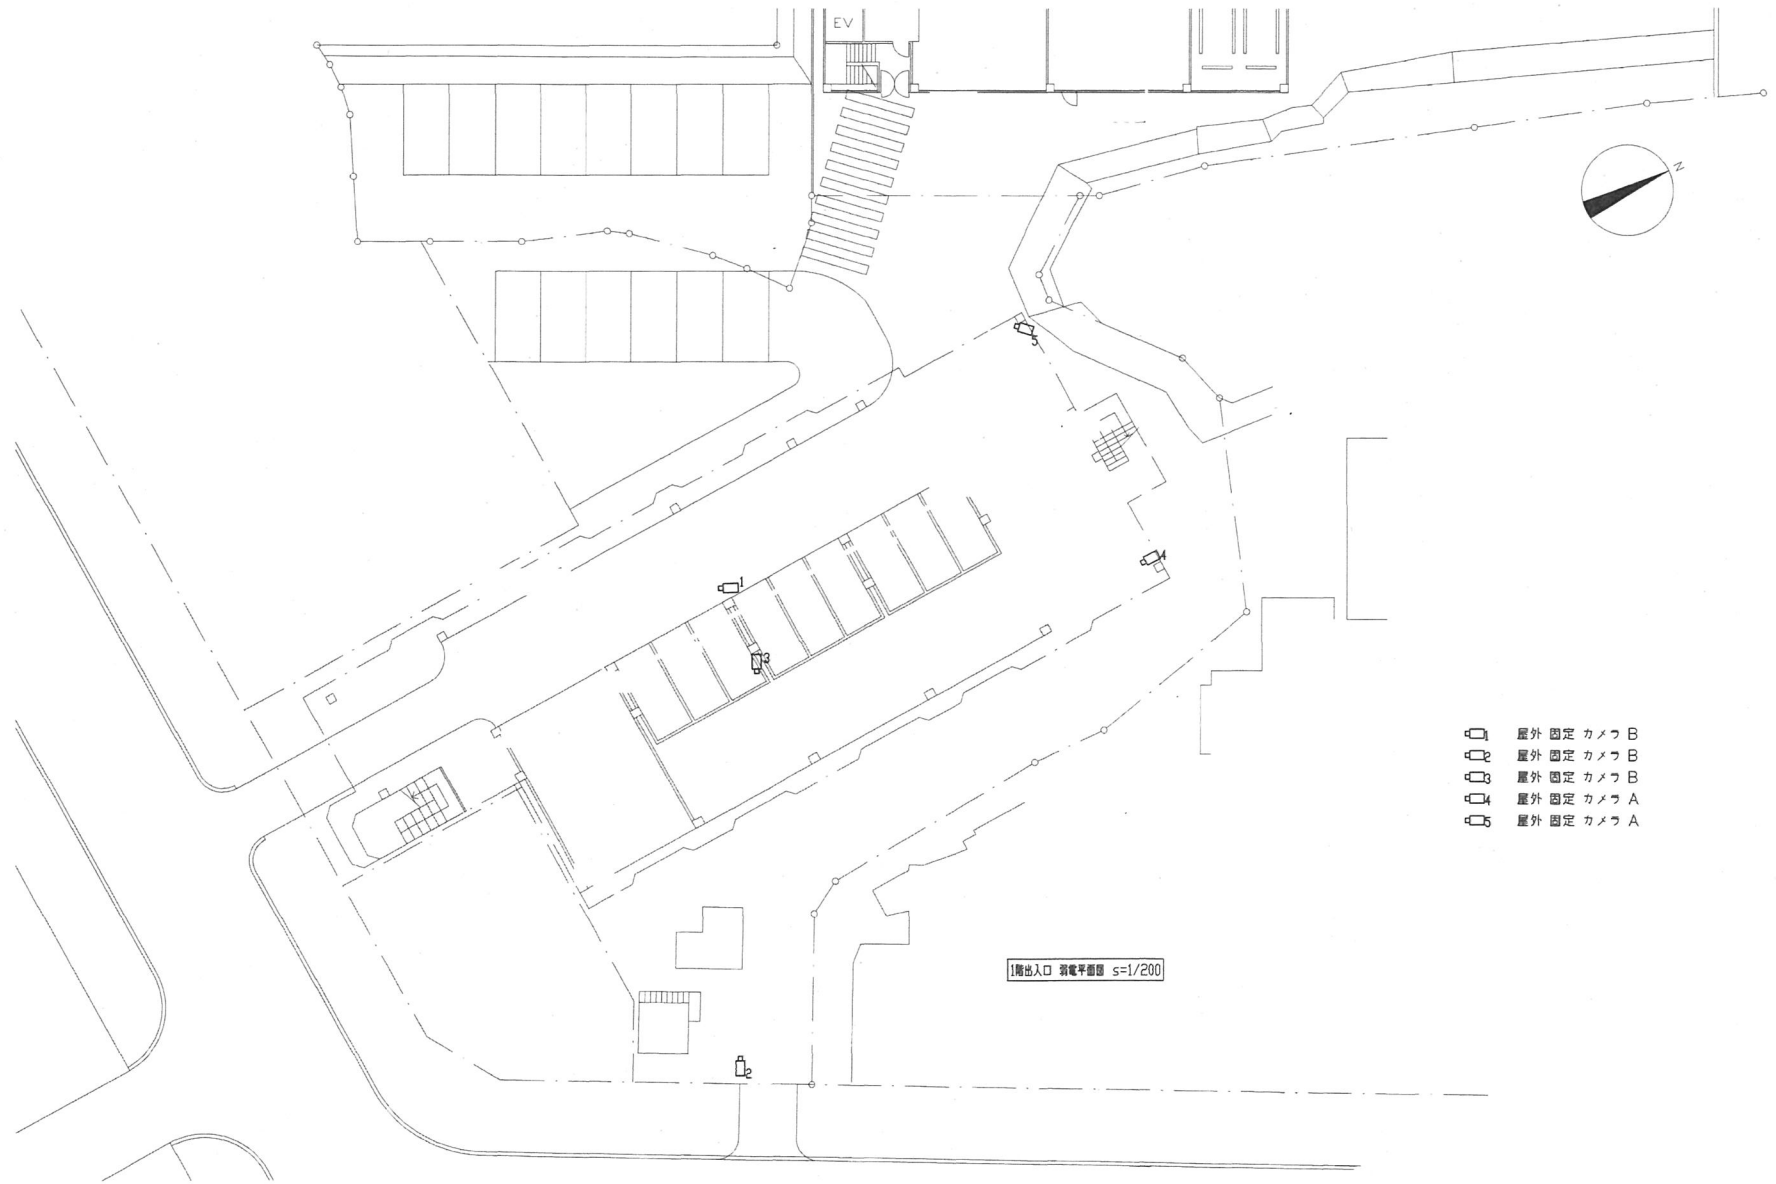 EV
N
5
4
1
3
1 屋外 固定 カメラ B
2 屋外 固定 カメラ B
3 屋外 固定 カメラ B
4 屋外 固定 カメラ A
5 屋外 固定 カメラ A
1階出入口 弱電平面図 s=1/200
2